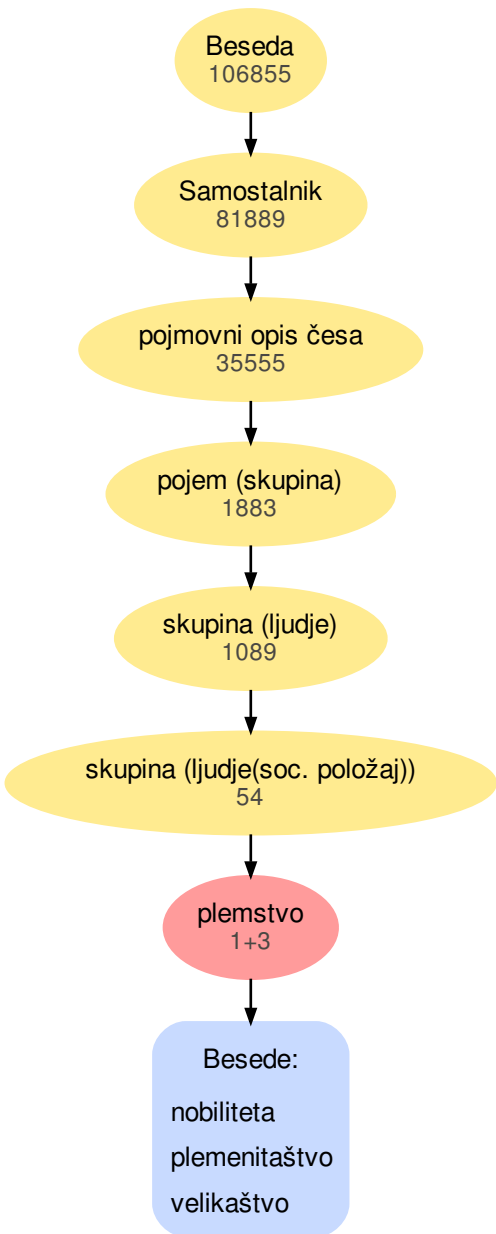 Beseda
106855
Samostalnik
81889
pojmovni opis česa
35555
pojem (skupina)
1883
skupina (ljudje)
1089
skupina (ljudje(soc. položaj))
54
plemstvo
1+3
Besede:
nobiliteta
plemenitaštvo
velikaštvo